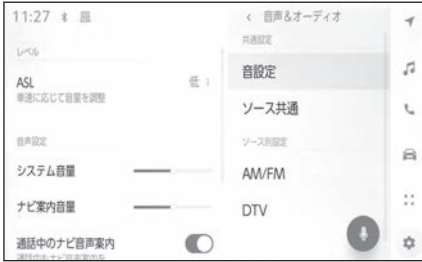 11:27
レベル
ASL
低
車速に応じて音量を調整
音声設定
システム音量
ナビ案内音量
通話中のナビ音声案内
音声&オーディオ
共通設定
音設定
ソース共通
ソース別設定
AM/FM
DTV